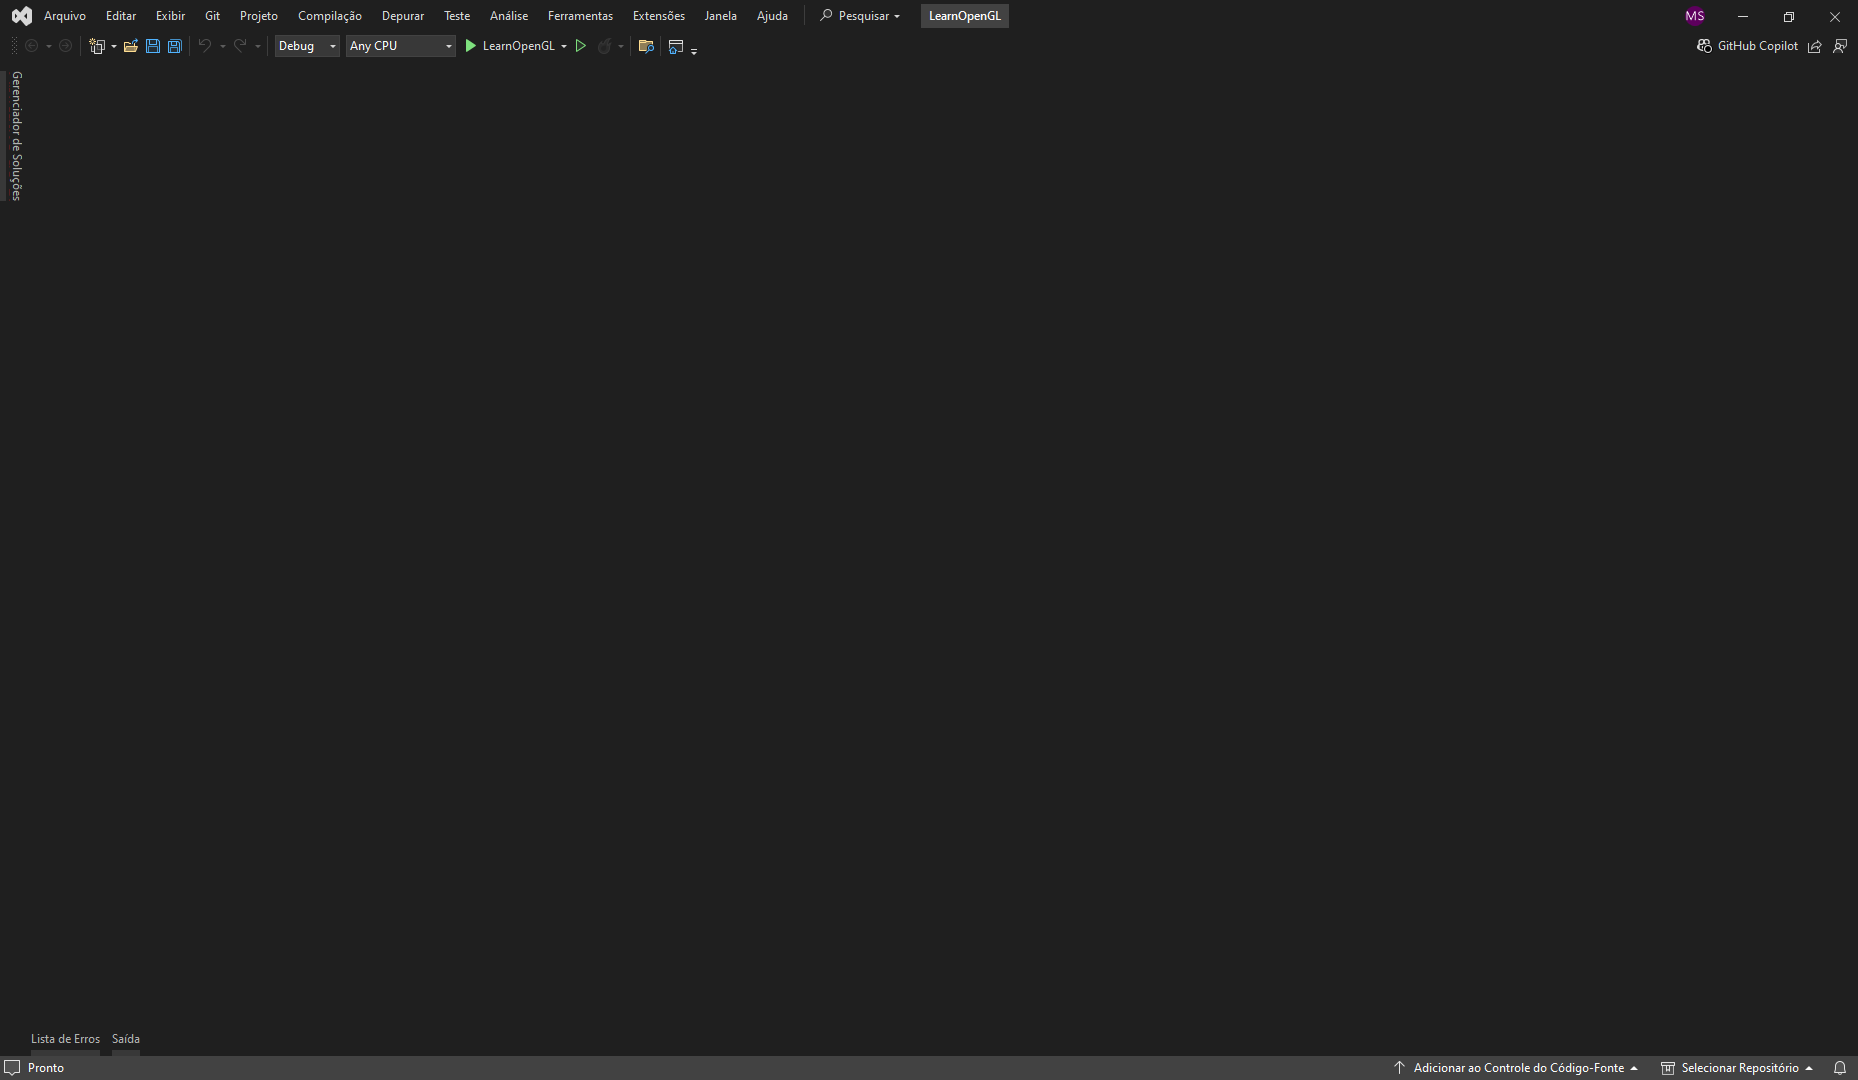 Arquivo Editar Exibir Git Projeto Compilação Depurar Teste Análise Ferramentas Extensões Janela Ajuda Pesquisar LearnOpenGL MS
Debug Any CPU LearnOpenGL GitHub Copilot
Gerenciador de Soluções
Lista de Erros Saída
Pronto Adicionar ao Controle do Código-Fonte Selecionar Repositório